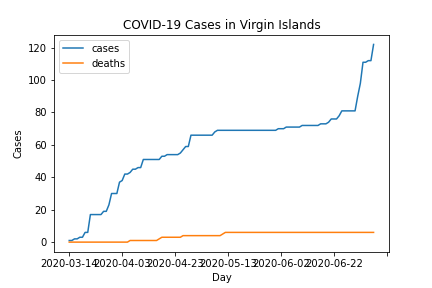 COVID-19 Cases in Virgin Islands
cases
deaths
120
100
80
60
40
20
0
Cases
2020-03-14 2020-04-03 2020-04-23 2020-05-13 2020-06-02 2020-06-22
Day